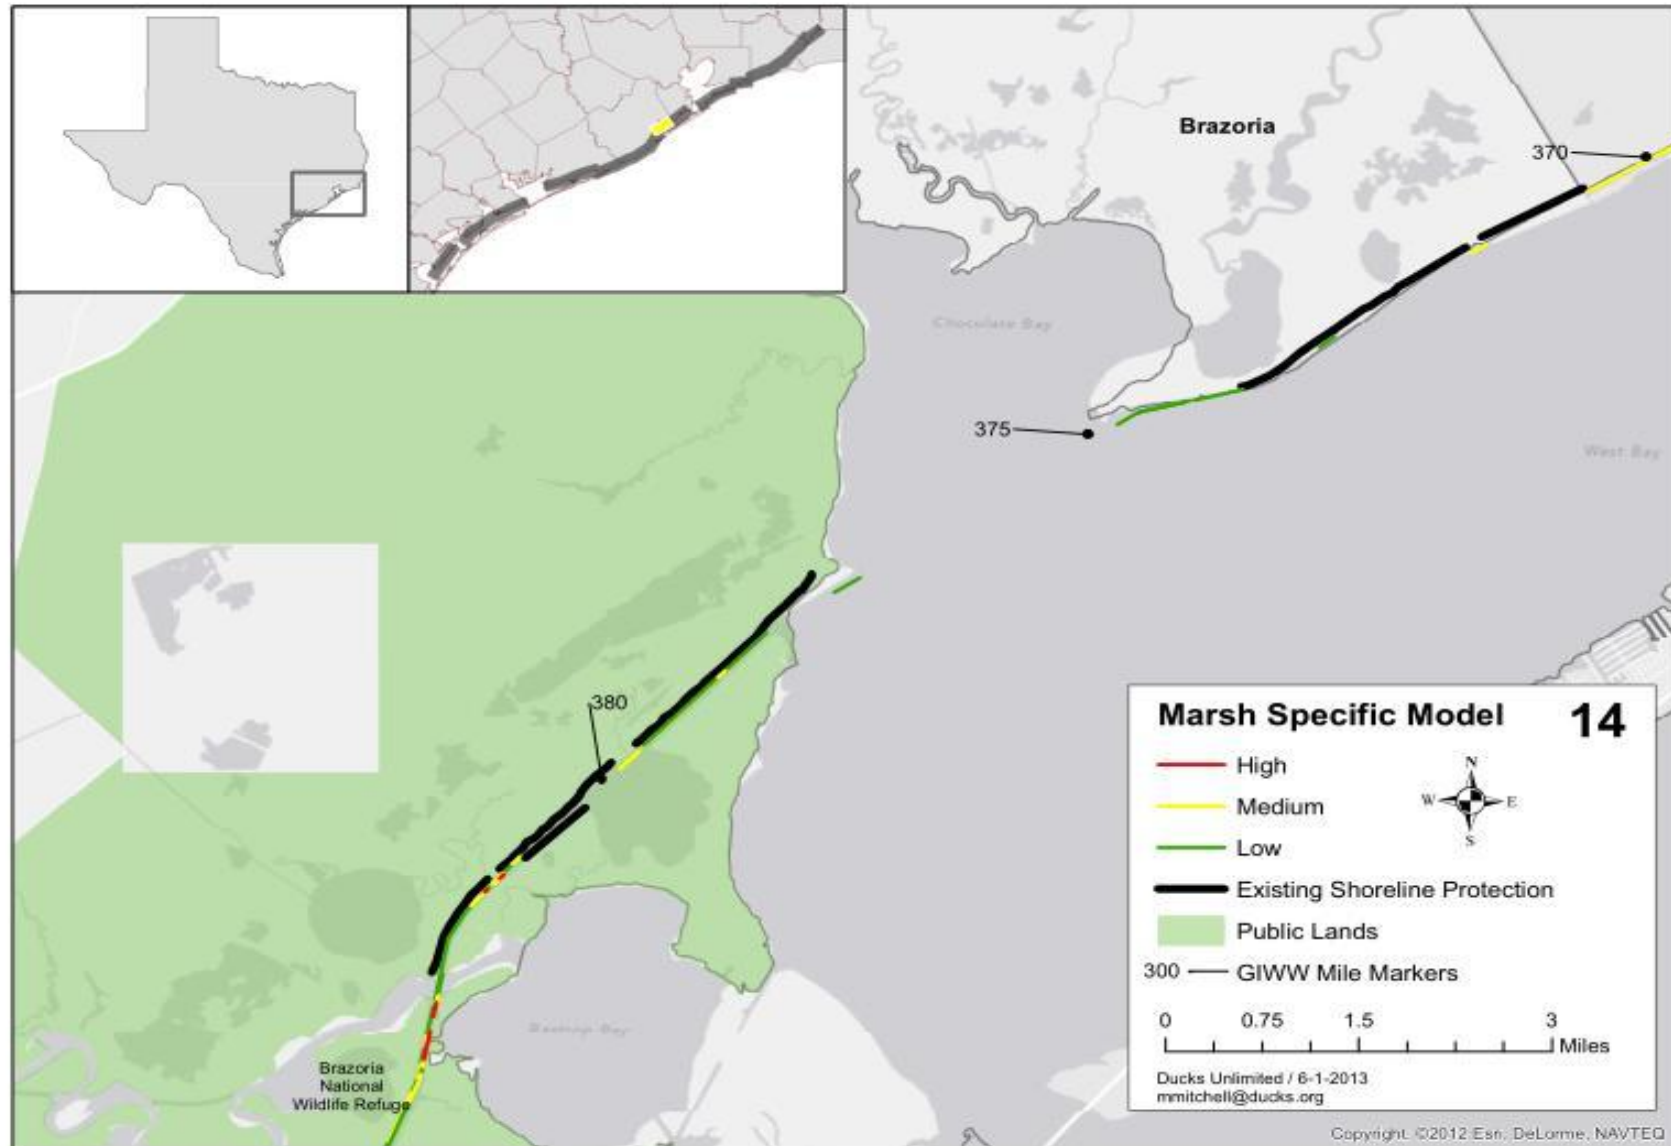 Brazoria
370
Chocolate Bay
375
West Bay
380
Marsh Specific Model 14
High
Medium
Low
Existing Shoreline Protection
Public Lands
300 GIWW Mile Markers
N
W E
S
0 0.75 1.5 3
Miles
Ducks Unlimited / 6-1-2013
mmitchell@ducks.org
Bastrop Bay
Brazoria
National
Wildlife Refuge
Copyright: ©2012 Esri, DeLorme, NAVTEQ